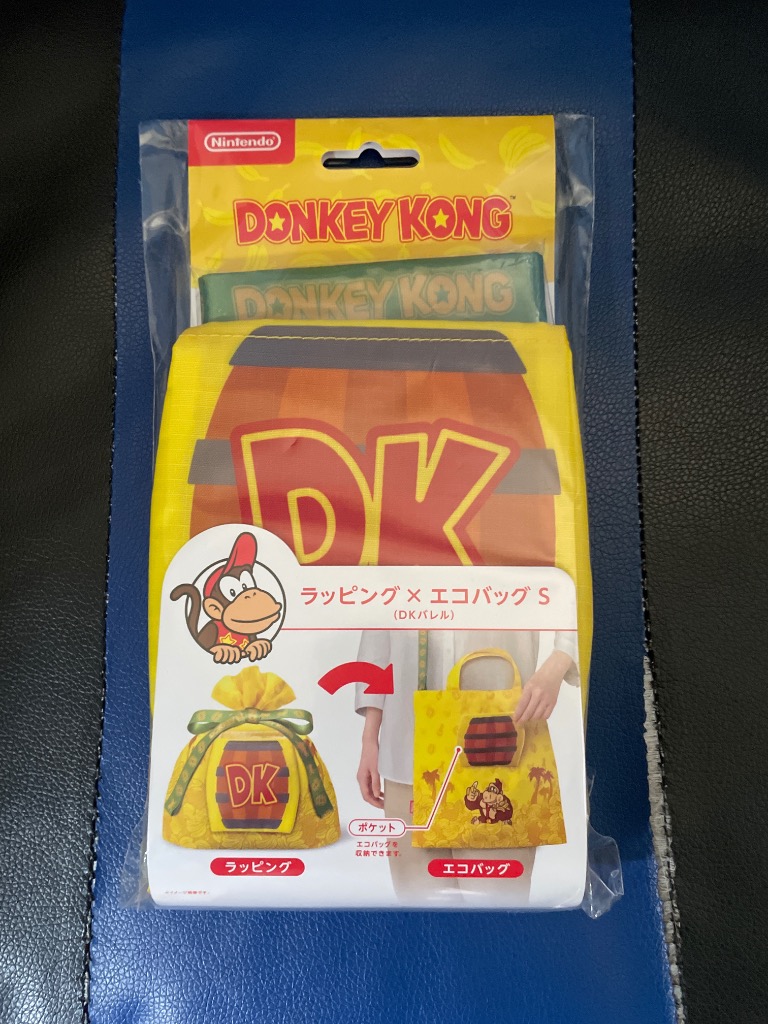 Nintendo
DONKEY KONG™
DONKEY KONG
DK
ラッピング × エコバッグ S
(DKバレル)
DK
ポケット
エコバッグを
収納できます。
ラッピング
エコバッグ